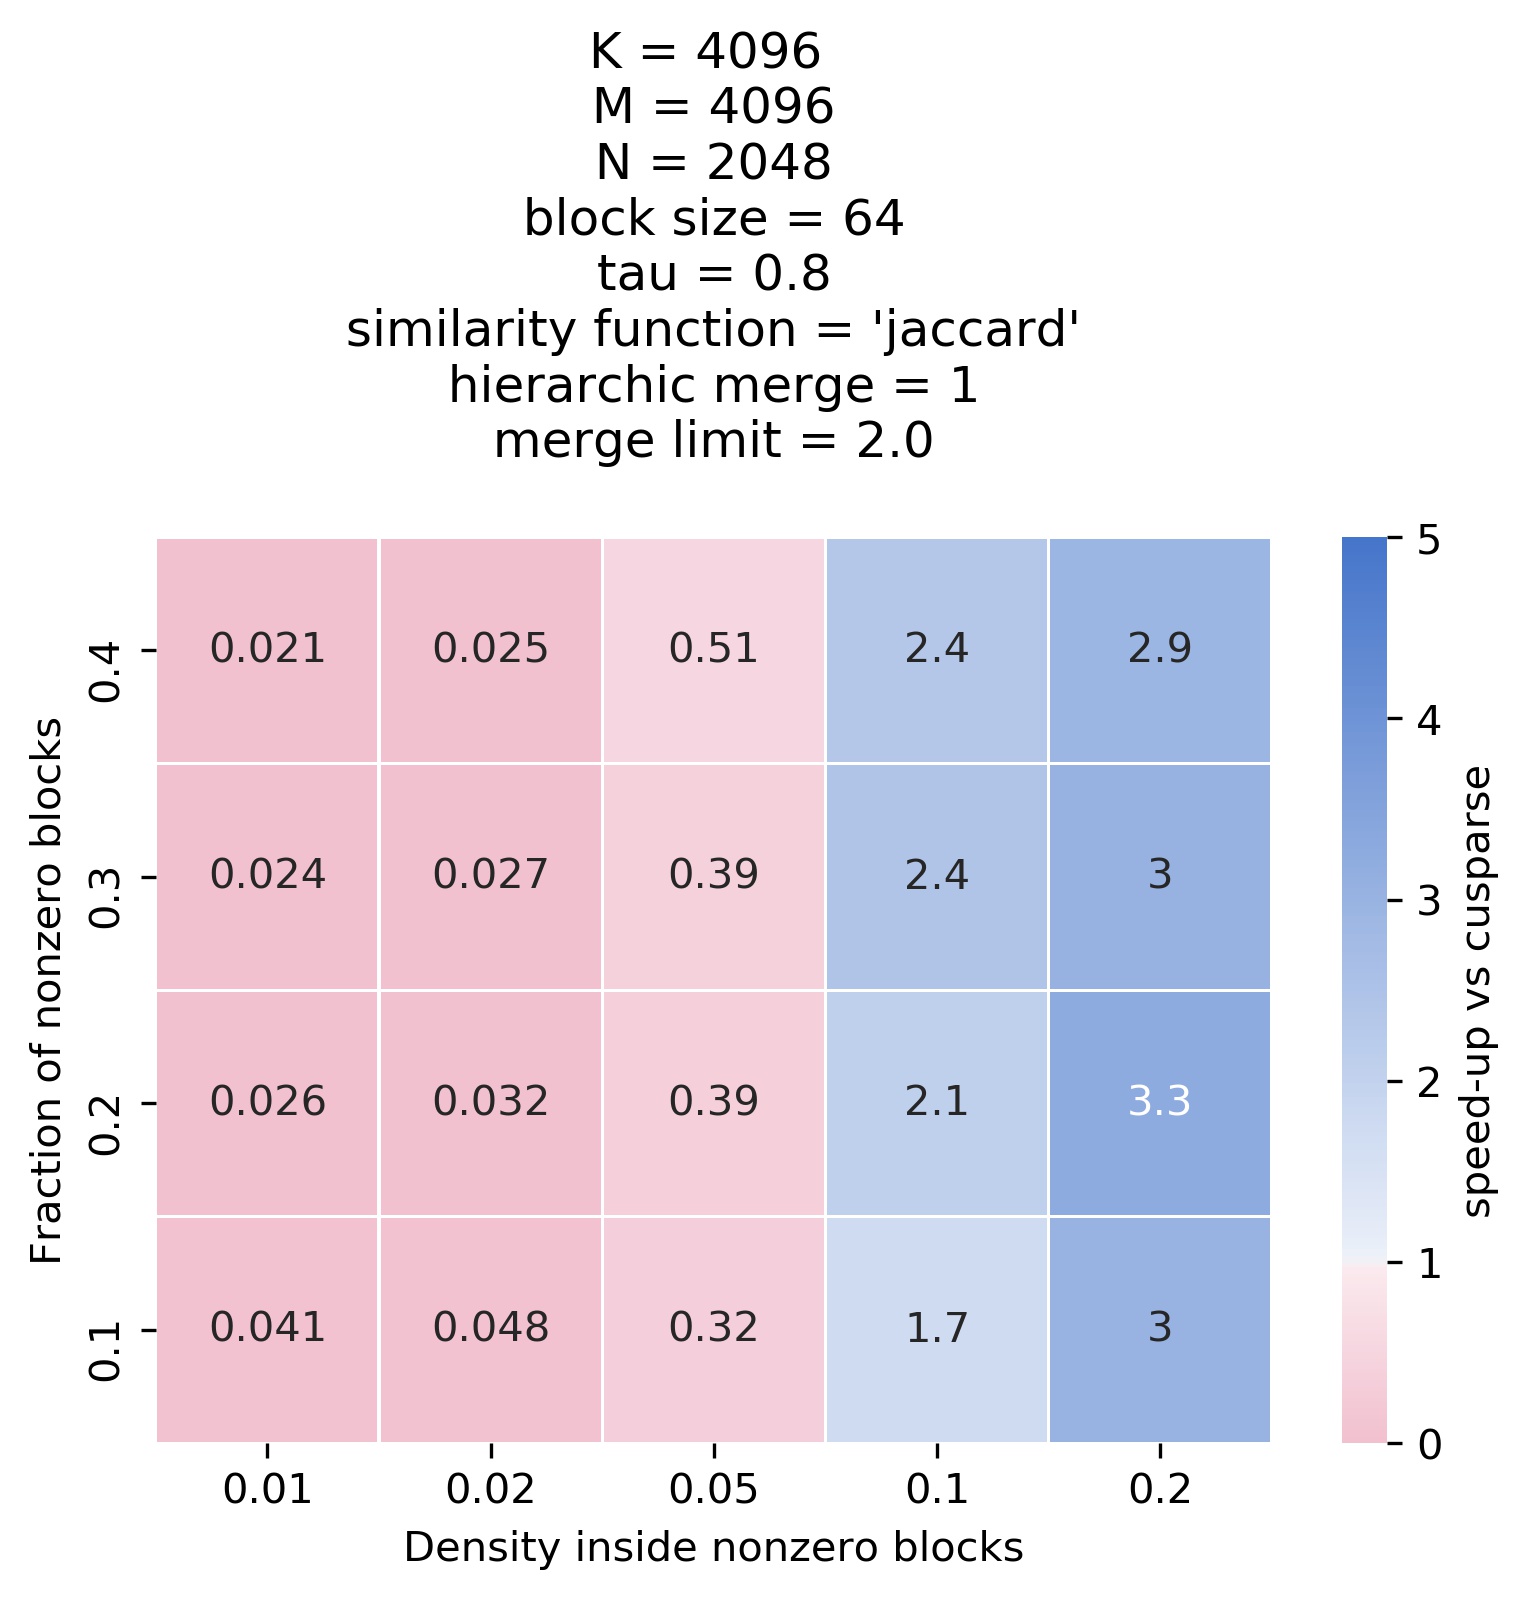 K = 4096
M = 4096
N = 2048
block size = 64
tau = 0.8
similarity function = 'jaccard'
hierarchic merge = 1
merge limit = 2.0
Fraction of nonzero blocks
0.4
0.021 0.025 0.51 2.4 2.9
0.3
0.024 0.027 0.39 2.4 3
0.2
0.026 0.032 0.39 2.1 3.3
0.1
0.041 0.048 0.32 1.7 3
0.01 0.02 0.05 0.1 0.2
Density inside nonzero blocks
5
4
3
2
1
0
speed-up vs cusparse